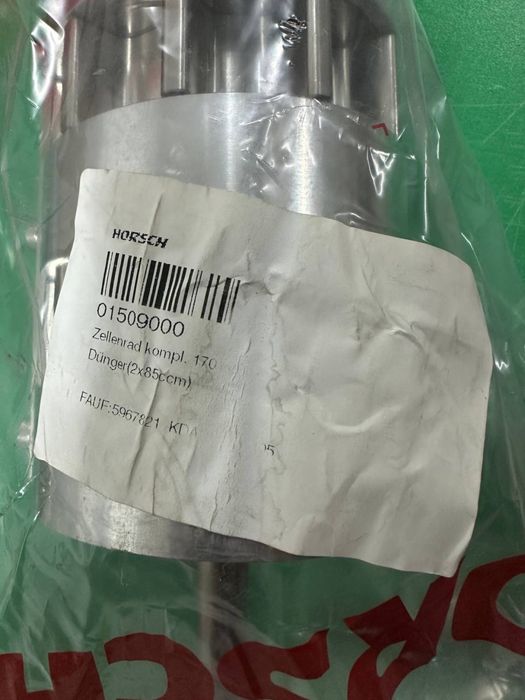 HORSCH
01509000
Zellenrad kompl. 170
Dünger(2x85ccm)
FAUF:5967821